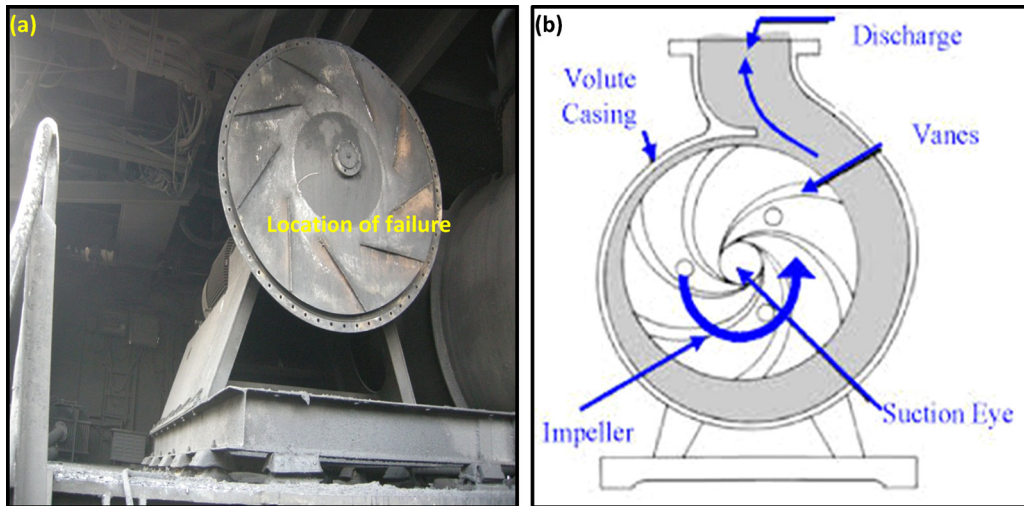 (a)
Location of failure
(b)
Discharge
Volute
Casing
Vanes
Impeller
Suction Eye